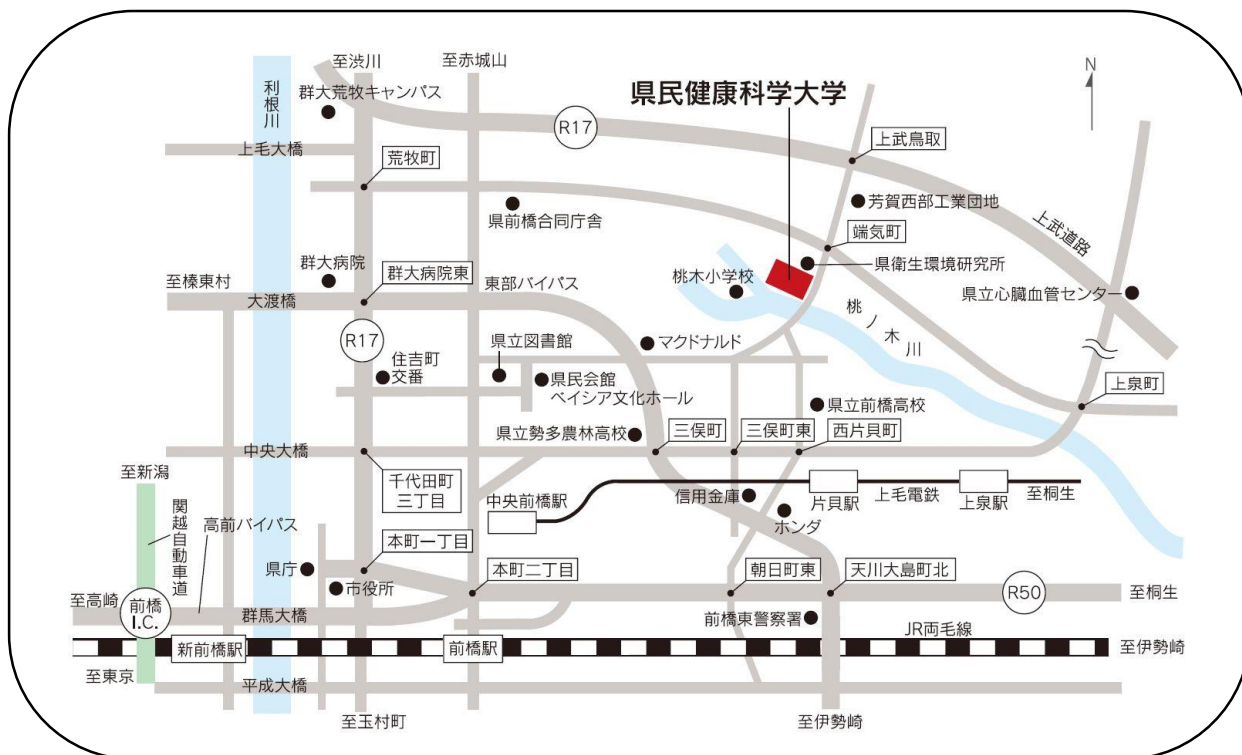 至渋川
至赤城山
群大荒牧キャンパス
県民健康科学大学
N
利根川
R17
上毛大橋
荒牧町
上武鳥取
県前橋合同庁舎
芳賀西部工業団地
端気町
上武道路
群大病院
群大病院東
至榛東村
大渡橋
東部バイパス
桃木小学校
県衛生環境研究所
県立心臓血管センター
桃ノ木川
R17
住吉町
交番
県立図書館
マクドナルド
県民会館
ベイシア文化ホール
県立前橋高校
上泉町
県立勢多農林高校
三俣町
三俣町東
西片貝町
中央大橋
至新潟
千代田町
三丁目
中央前橋駅
信用金庫
片貝駅
上毛電鉄
上泉駅
至桐生
ホンダ
関越自動車道
高前バイパス
本町一丁目
県庁
市役所
本町二丁目
朝日町東
天川大島町北
R50
至桐生
至高崎
前橋
I.C.
群馬大橋
前橋東警察署
JR両毛線
新前橋駅
前橋駅
至伊勢崎
至東京
平成大橋
至玉村町
至伊勢崎